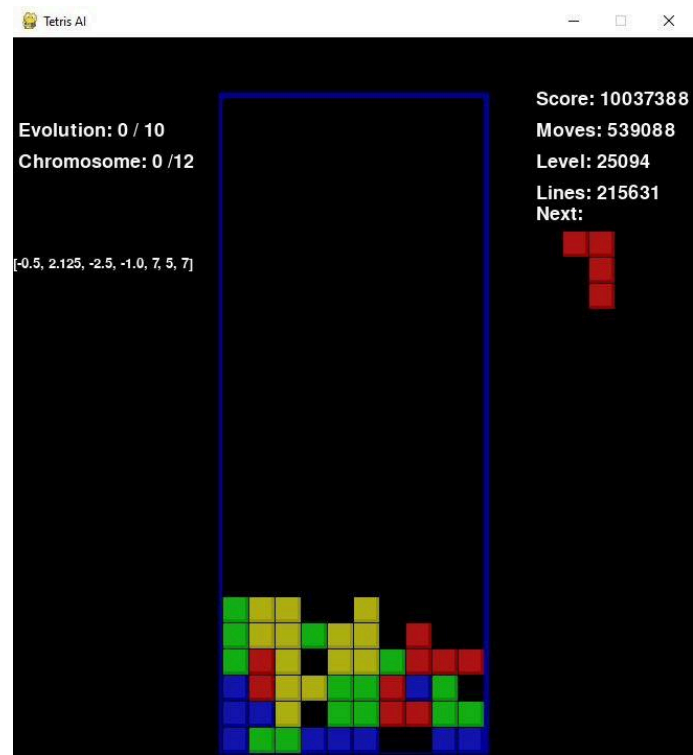 Tetris AI
Evolution: 0 / 10
Chromosome: 0 /12
[-0.5, 2.125, -2.5, -1.0, 7, 5, 7]
Score: 10037388
Moves: 539088
Level: 25094
Lines: 215631
Next: